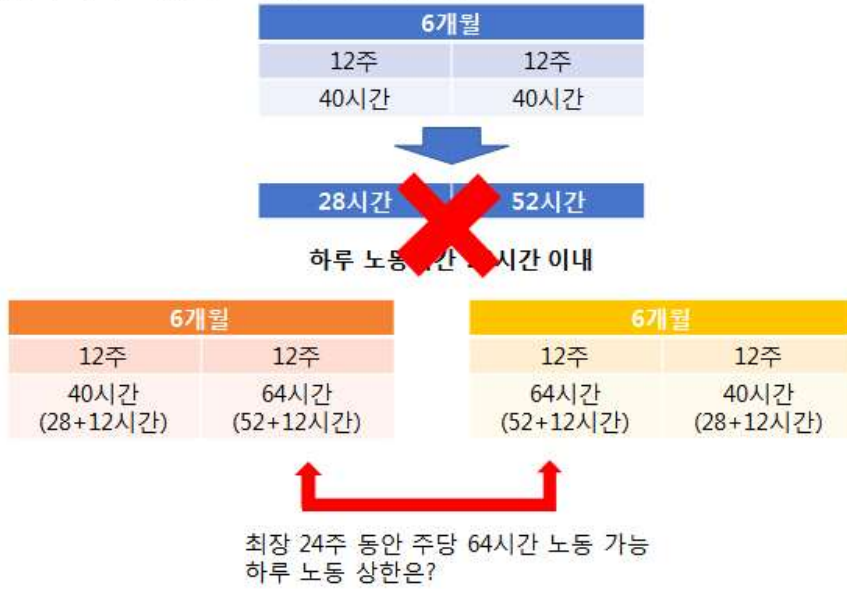 6개월
12주 12주
40시간 40시간
28시간 52시간
하루 이내
6개월 6개월
12주 12주 12주 12주
40시간 64시간 64시간 40시간
(28+12시간) (52+12시간) (52+12시간) (28+12시간)
최장 24주 동안 주당 64시간 노동 가능
하루 노동 상한은?